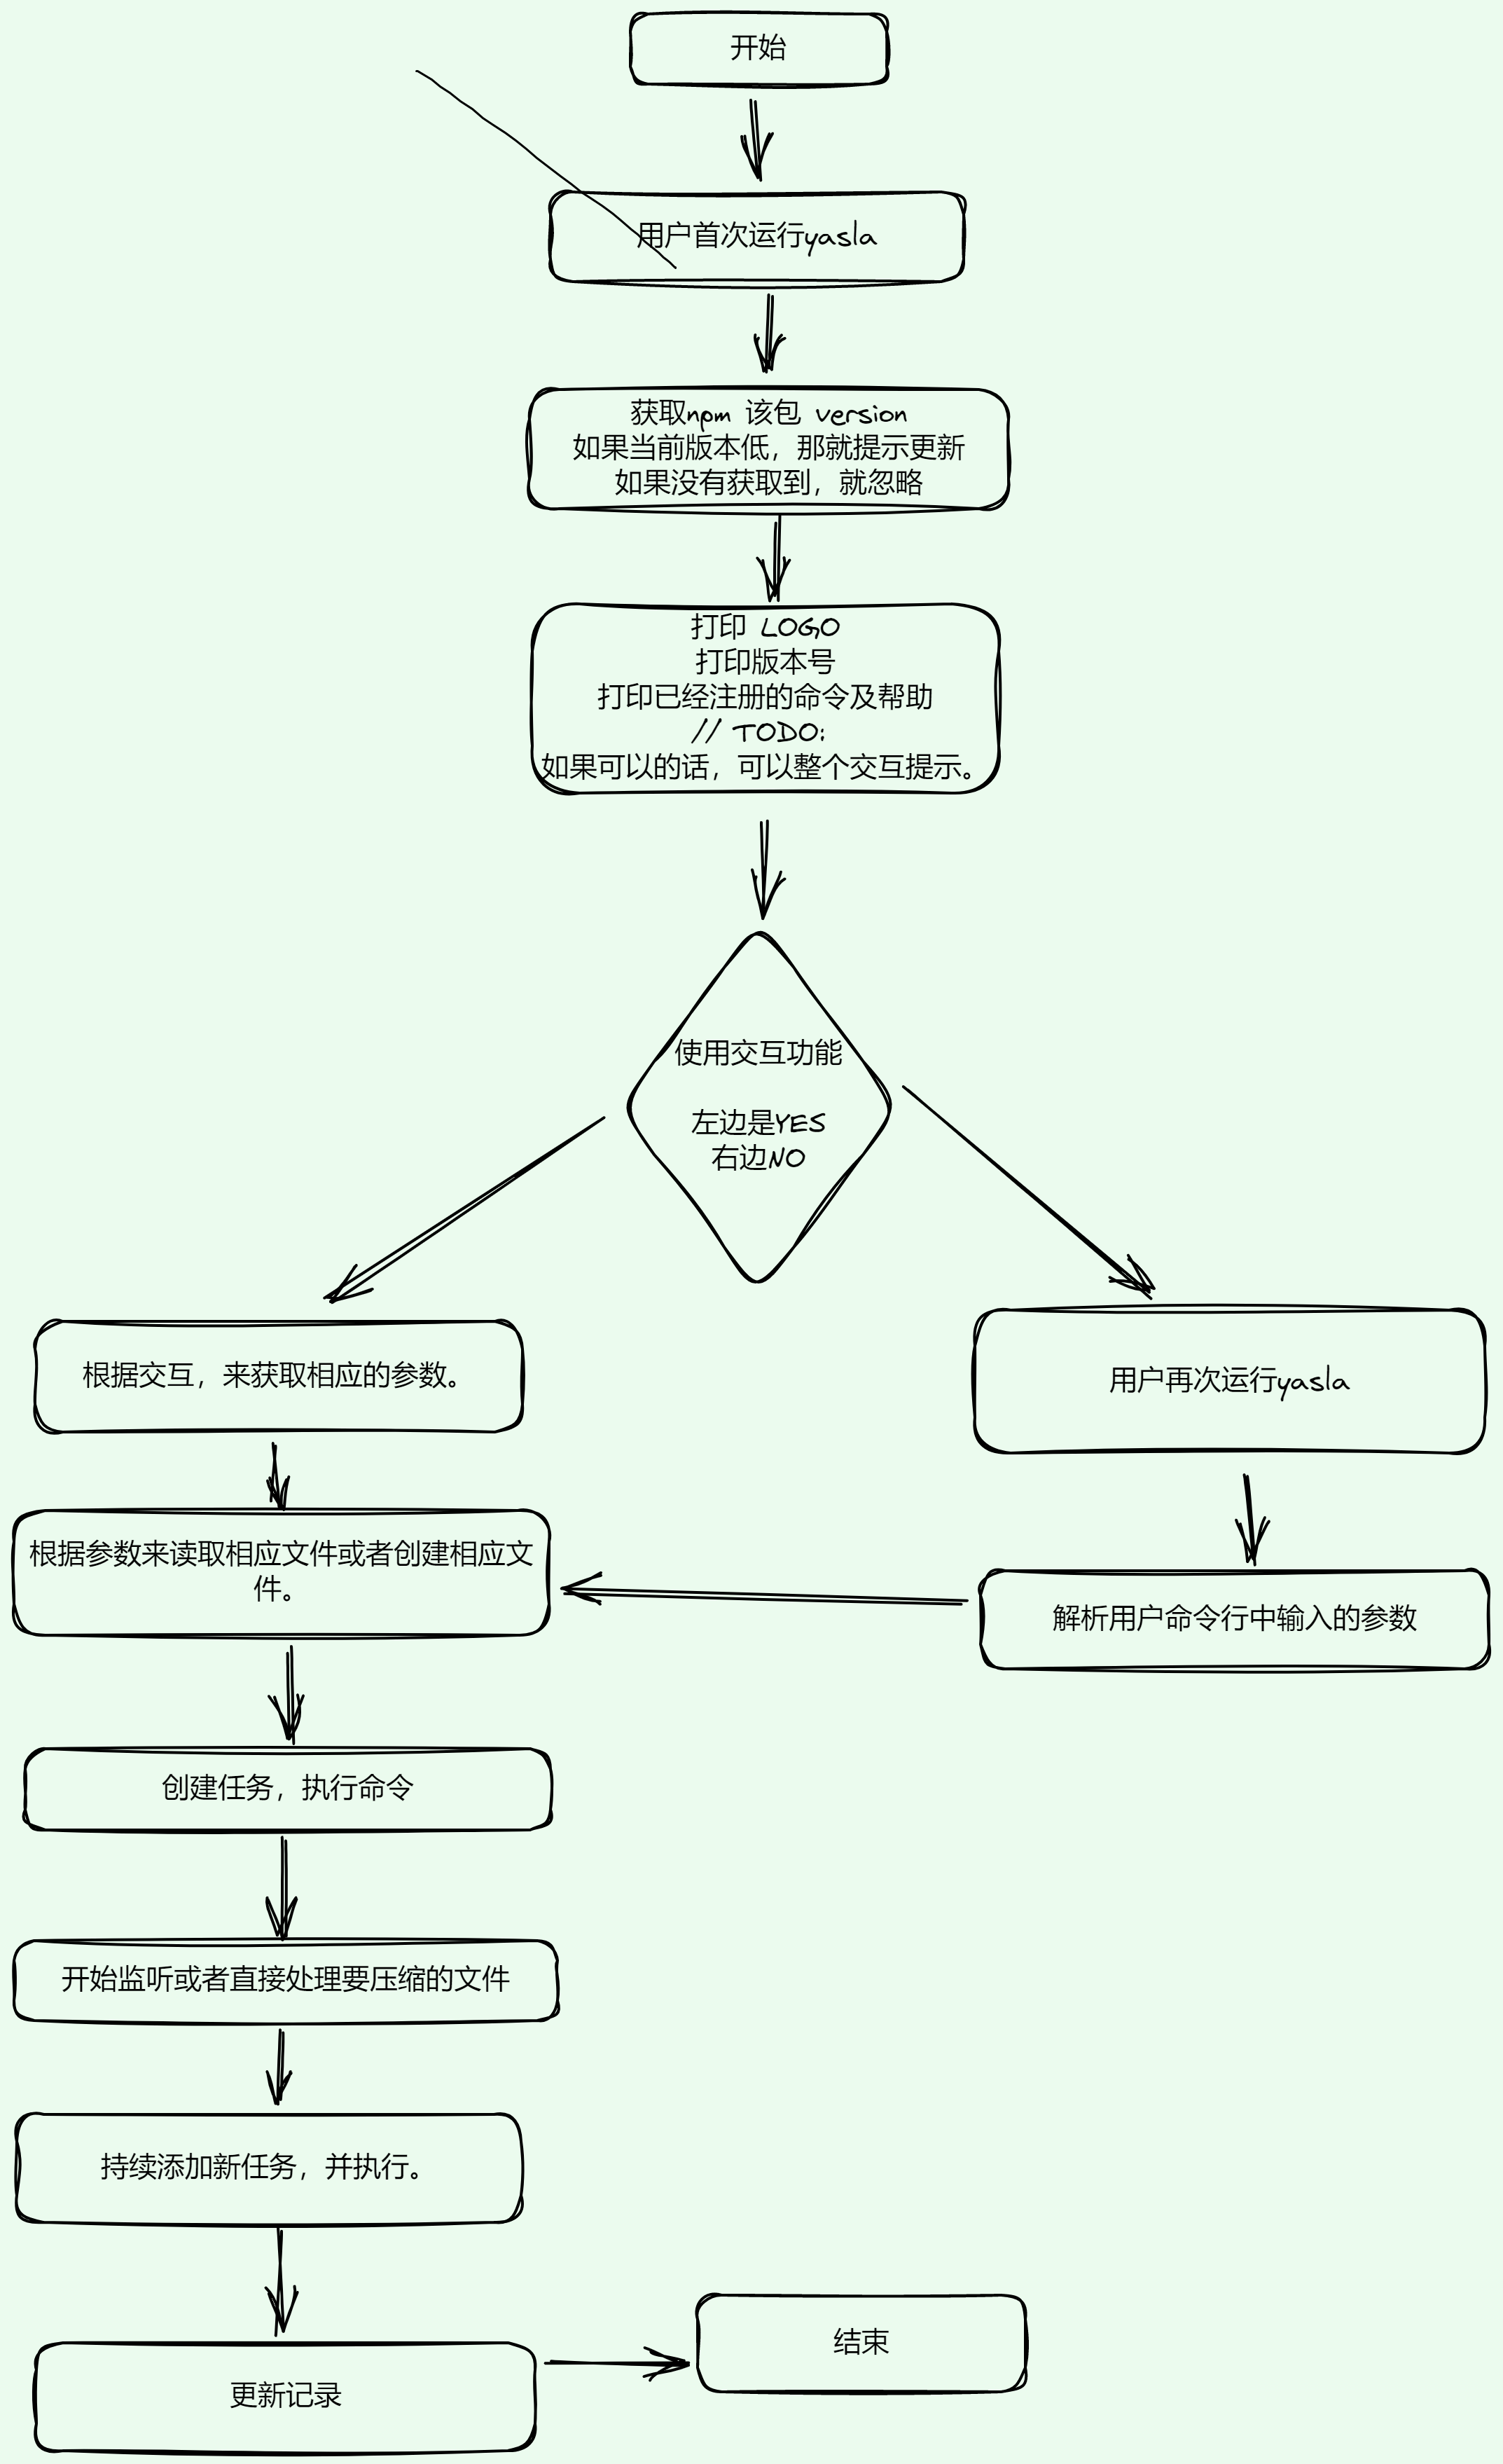 开始
用户首次运行yasla
获取npm 该包 version
如果当前版本低，那就提示更新
如果没有获取到，就忽略
打印 LOGO
打印版本号
打印已经注册的命令及帮助
// TODO:
如果可以的话，可以整个交互提示。
使用交互功能
左边是YES
右边NO
根据交互，来获取相应的参数。
用户再次运行yasla
根据参数来读取相应文件或者创建相应文
件。
解析用户命令行中输入的参数
创建任务，执行命令
开始监听或者直接处理要压缩的文件
持续添加新任务，并执行。
结束
更新记录